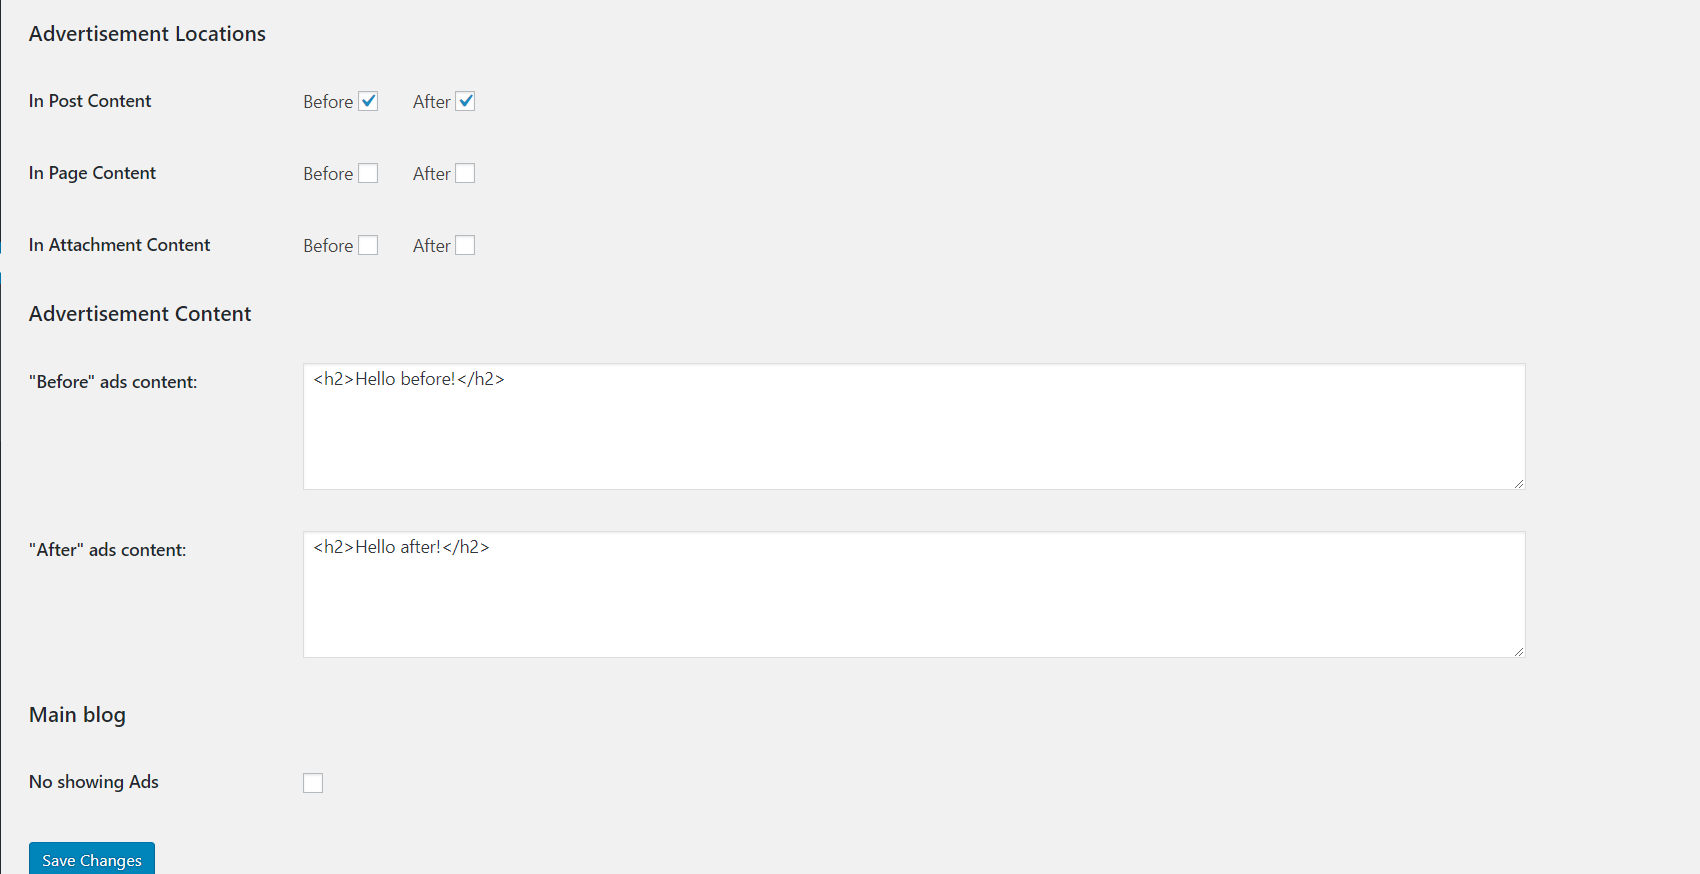 Advertisement Locations
In Post Content Before After
In Page Content Before After
In Attachment Content Before After
Advertisement Content
"Before" ads content: <h2>Hello before!</h2>
"After" ads content: <h2>Hello after!</h2>
Main blog
No showing Ads
Save Changes